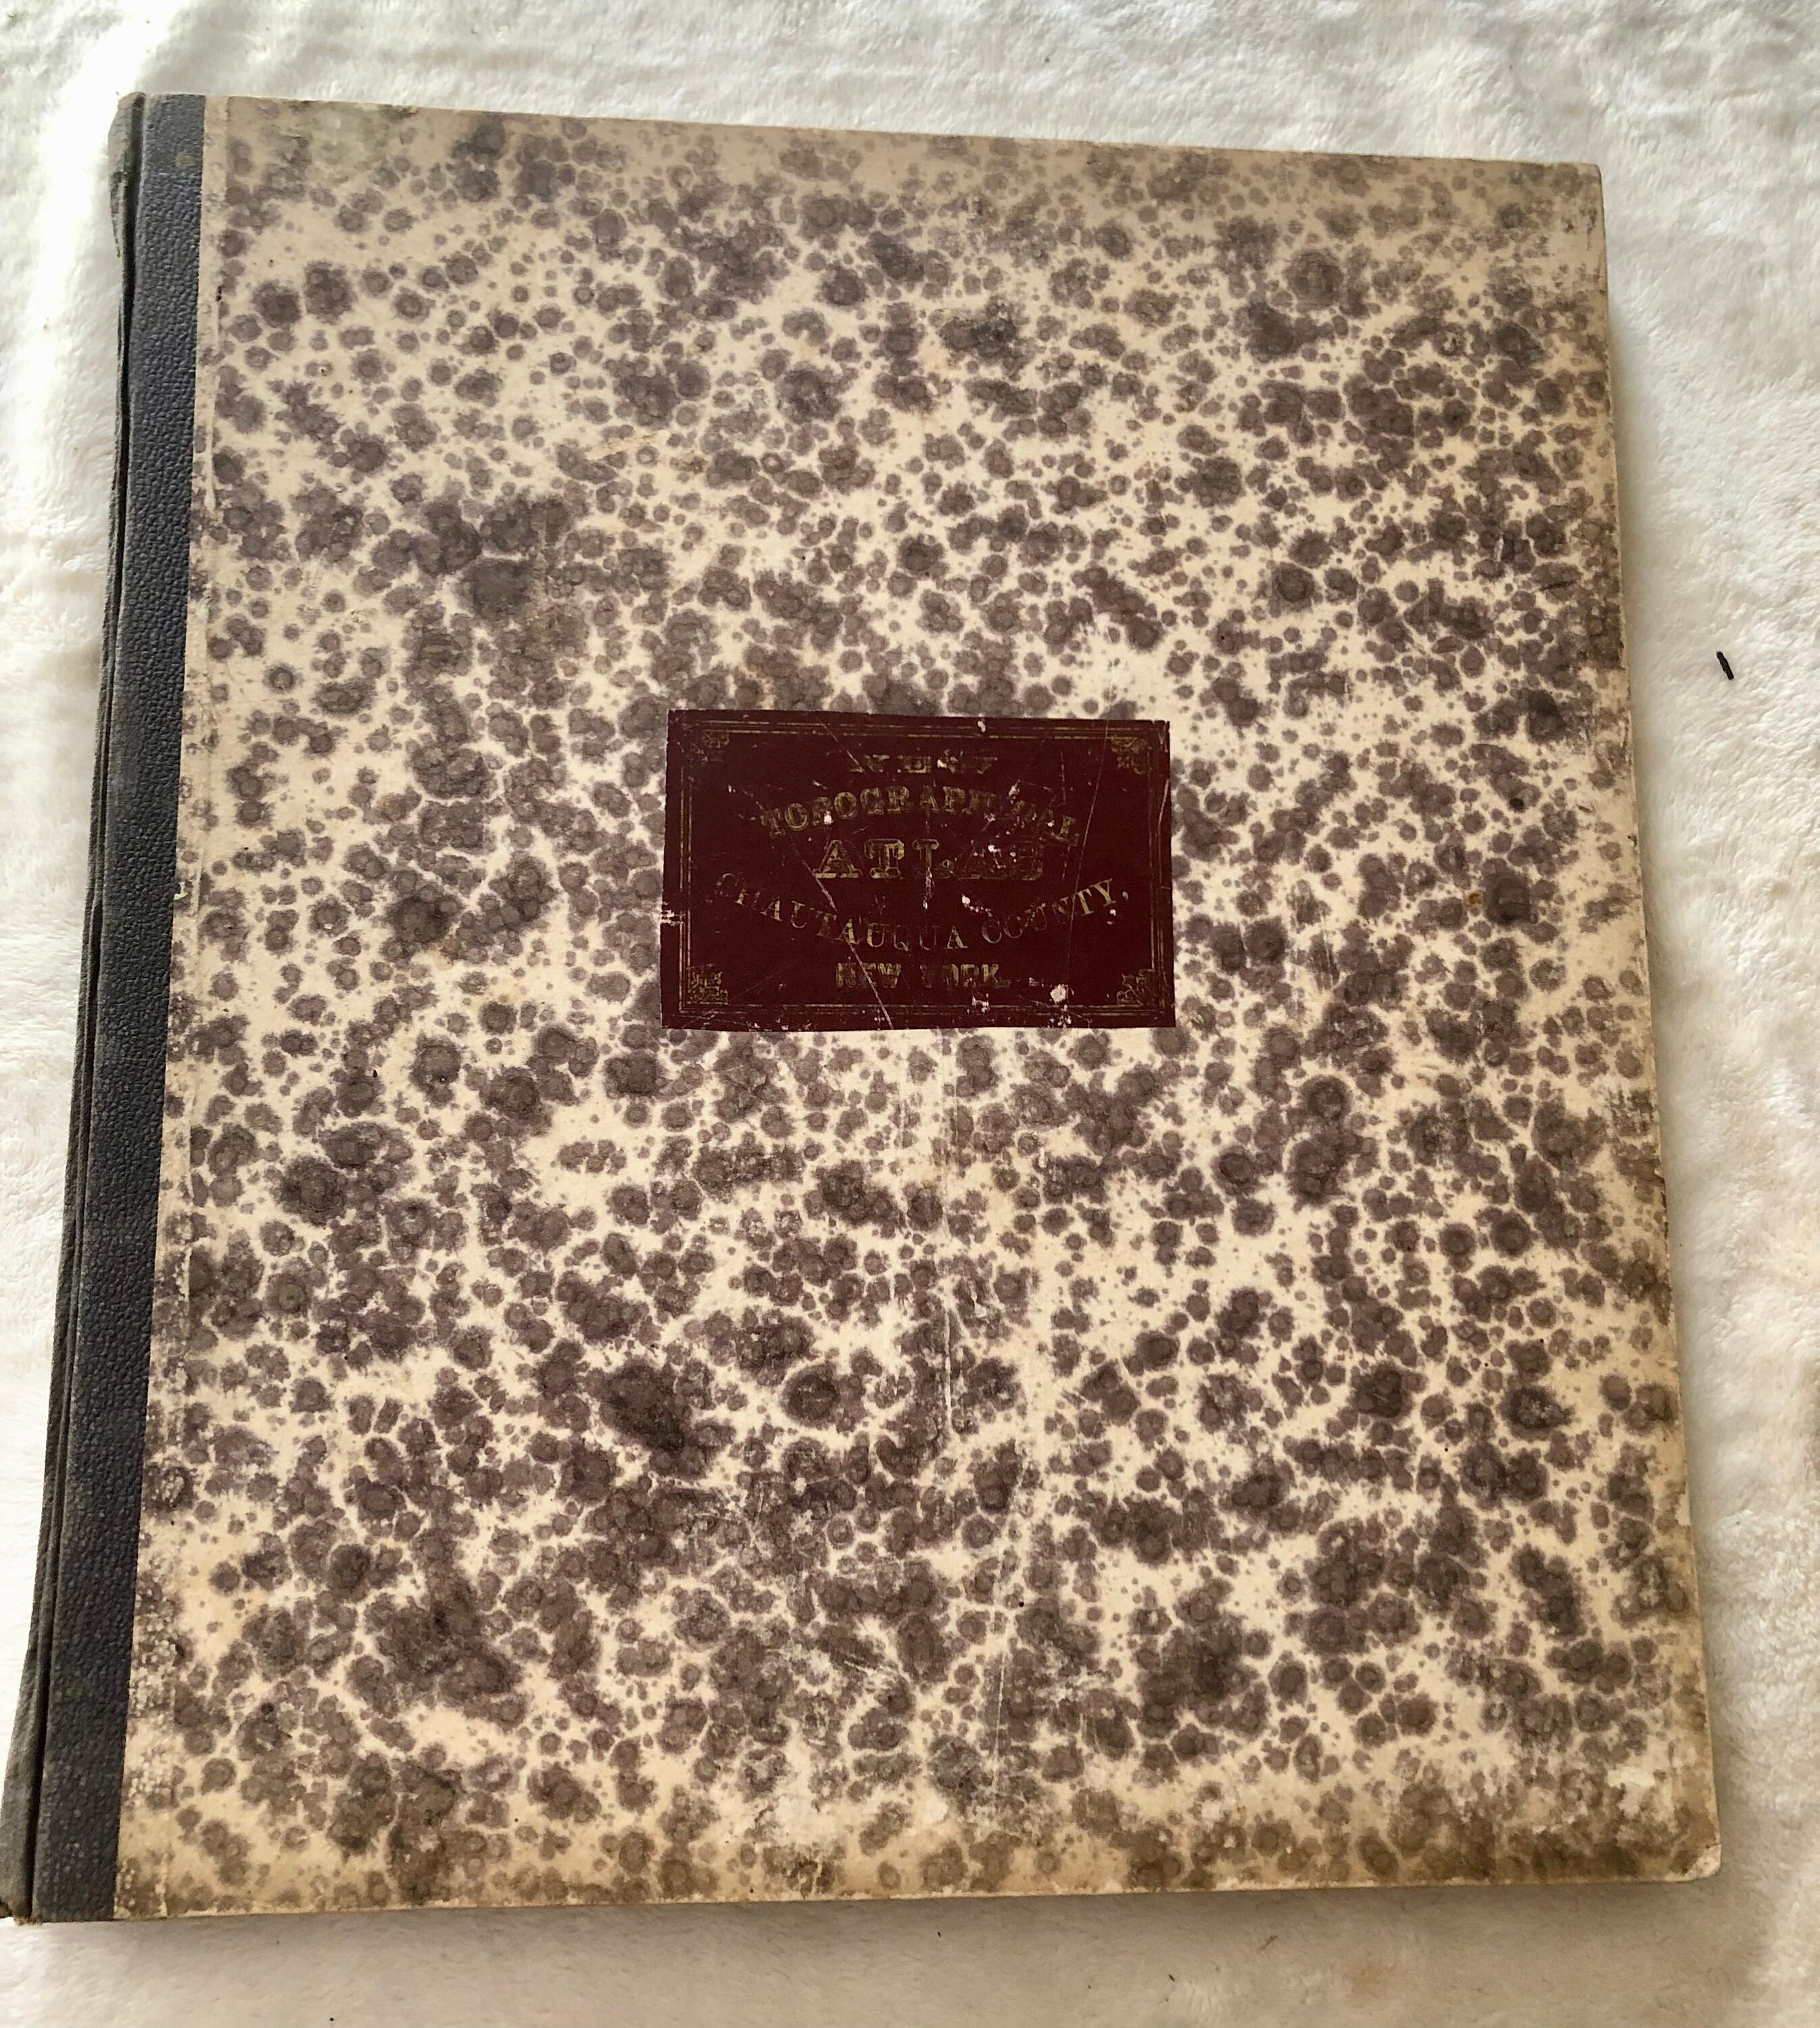 NEW
TOPOGRAPHICAL
ATLAS
CHAUTAUQUA COUNTY,
NEW YORK